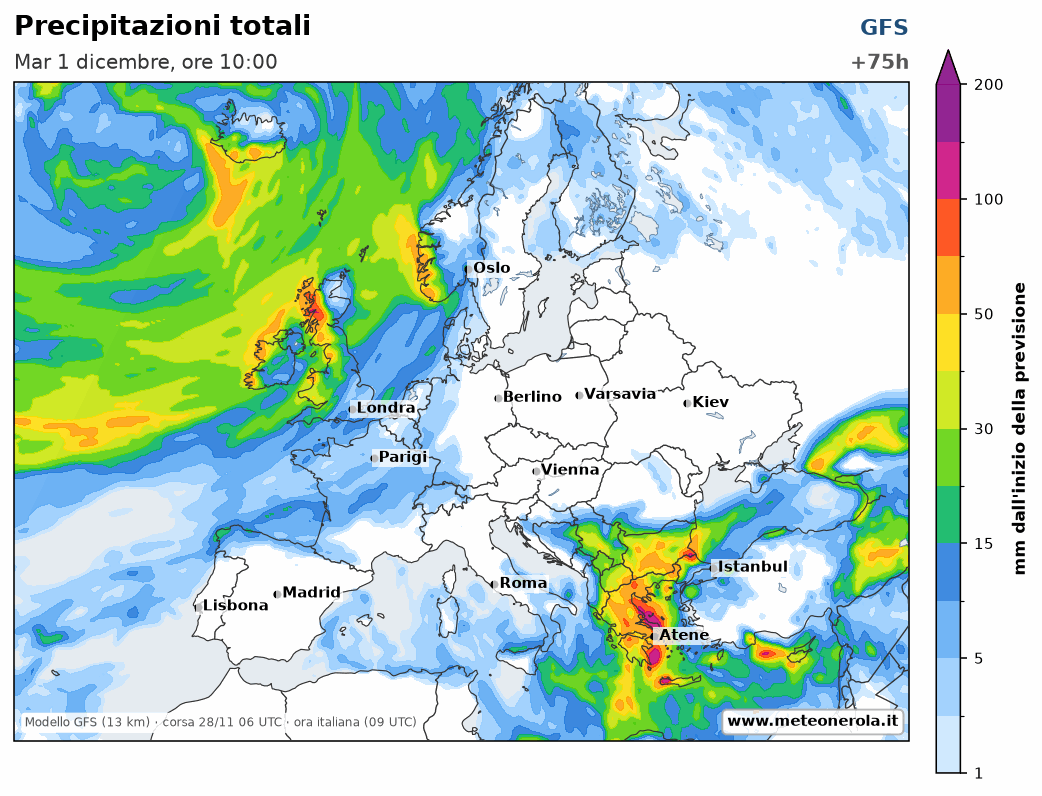 Precipitazioni totali
GFS
Mar 1 dicembre, ore 10:00
+75h
200
100
50
30
15
5
1
mm dall'inizio della previsione
Oslo
Berlino
Varsavia
Kiev
Londra
Parigi
Vienna
Istanbul
Roma
Madrid
Lisbona
Atene
Modello GFS (13 km) · corsa 28/11 06 UTC · ora italiana (09 UTC)
www.meteonerola.it